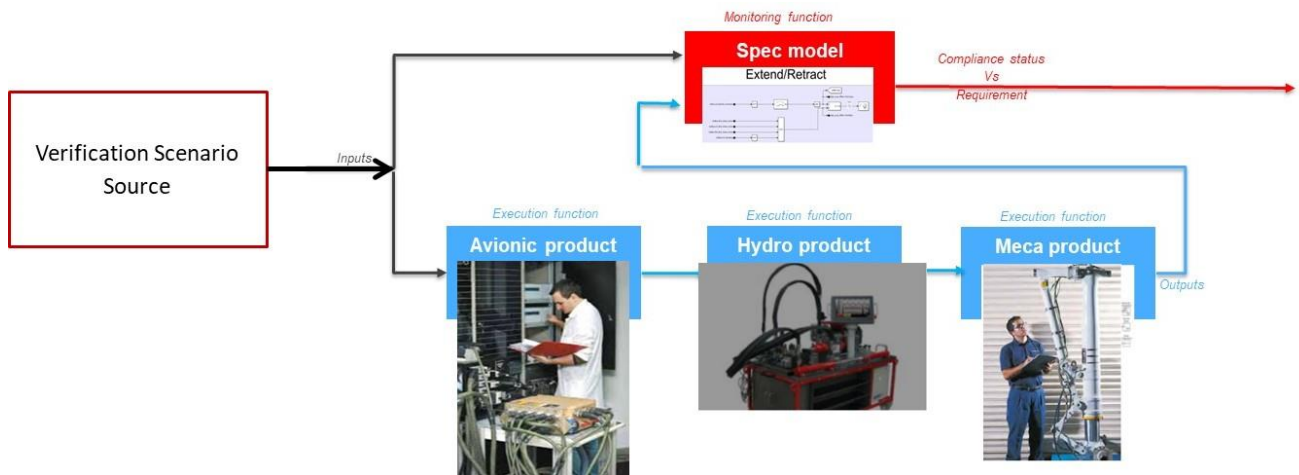 Monitoring function
Spec model
Extend/Retract
Compliance status
Vs
Requirement
Verification Scenario
Source
Inputs
Execution function
Avionic product
Execution function
Hydro product
Execution function
Meca product
Outputs